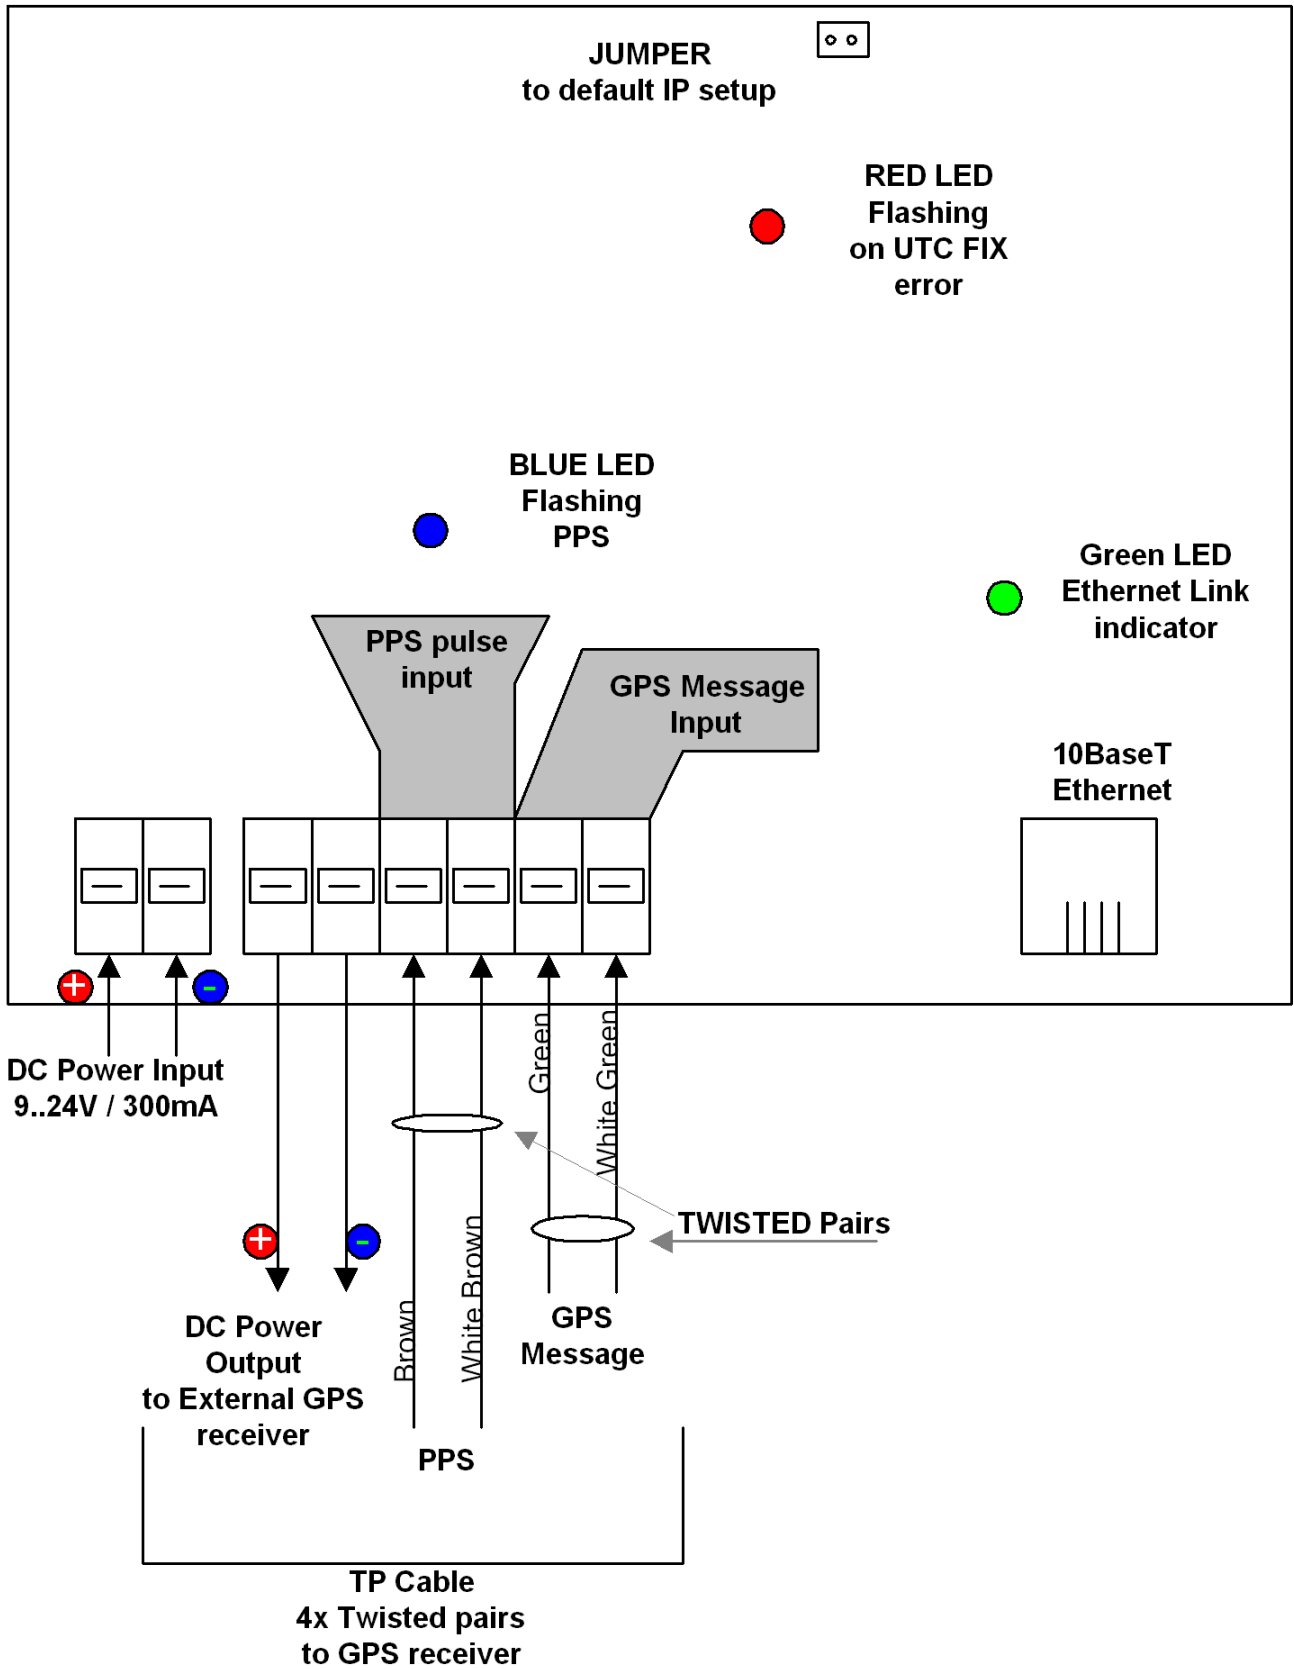 JUMPER
to default IP setup
RED LED
Flashing
on UTC FIX
error
BLUE LED
Flashing
PPS
Green LED
Ethernet Link
indicator
PPS pulse
input
GPS Message
Input
10BaseT
Ethernet
+
-
DC Power Input
9..24V / 300mA
Green
White Green
TWISTED Pairs
+
-
Brown
White Brown
DC Power
Output
to External GPS
receiver
GPS
Message
PPS
TP Cable
4x Twisted pairs
to GPS receiver